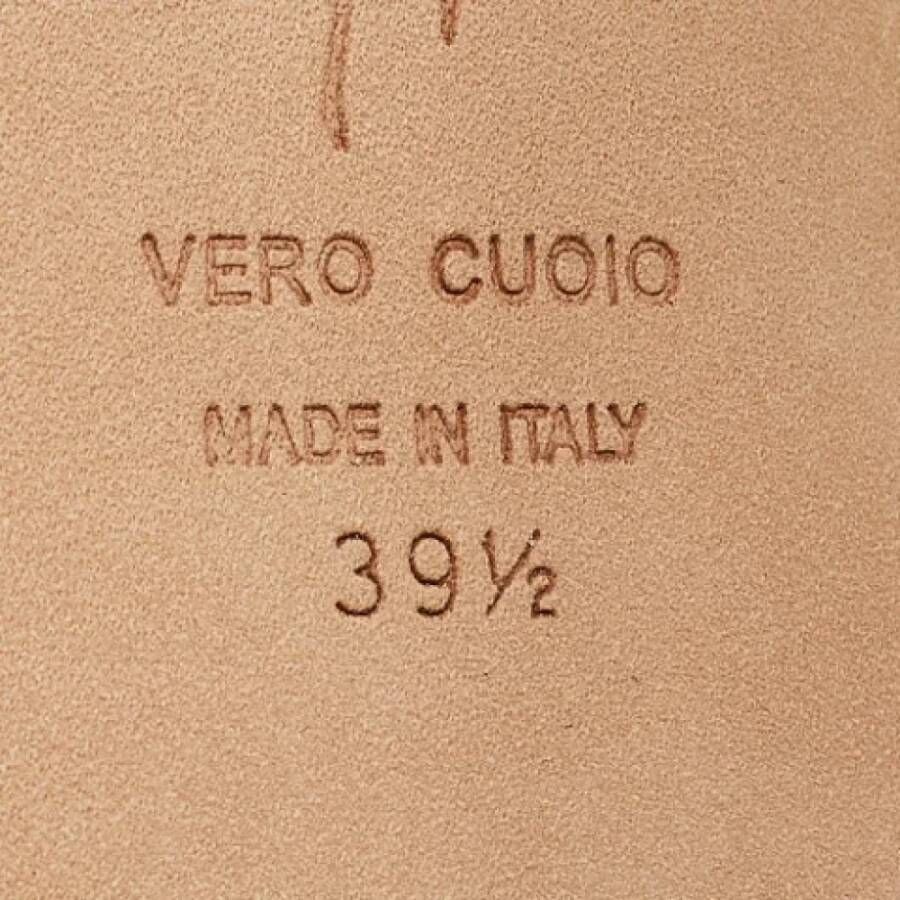 VERO CUOIO
MADE IN ITALY
39½